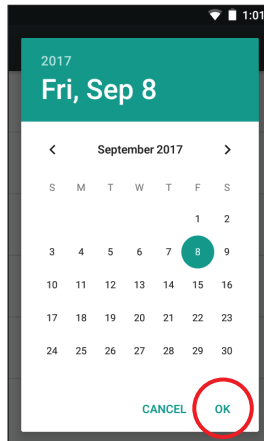 1:01
2017
Fri, Sep 8
September 2017
S M T W T F S
1 2
3 4 5 6 7 8 9
10 11 12 13 14 15 16
17 18 19 20 21 22 23
24 25 26 27 28 29 30
CANCEL OK